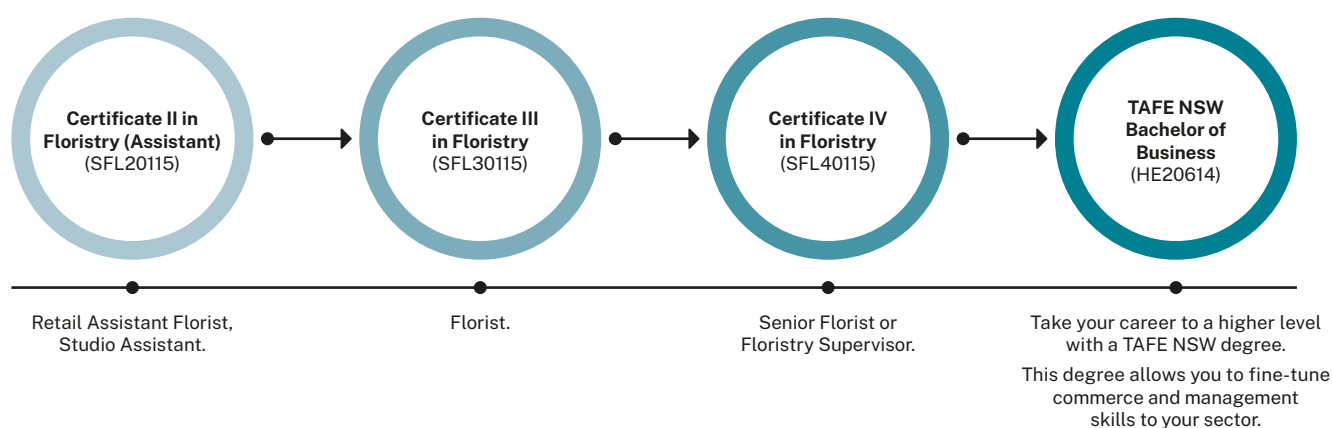 Certificate II in
Floristry (Assistant)
(SFL20115)
Certificate III
in Floristry
(SFL30115)
Certificate IV
in Floristry
(SFL40115)
TAFE NSW
Bachelor of
Business
(HE20614)
Retail Assistant Florist,
Studio Assistant.
Florist.
Senior Florist or
Floristry Supervisor.
Take your career to a higher level
with a TAFE NSW degree.
This degree allows you to fine-tune
commerce and management
skills to your sector.